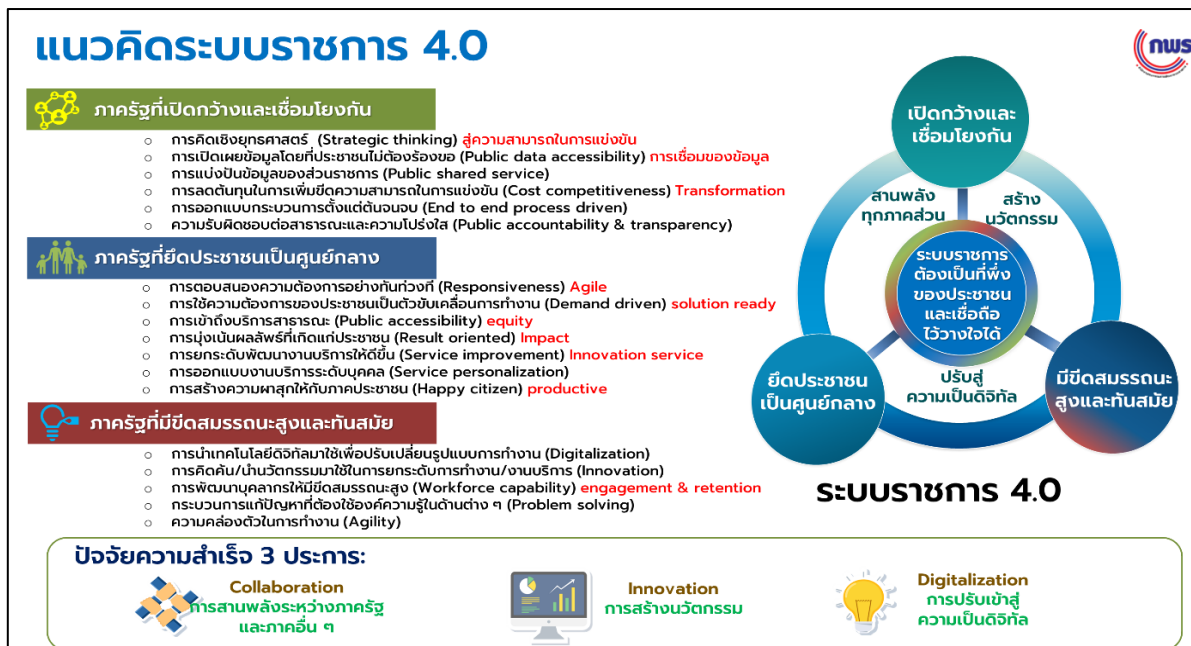 แนวคิดระบบราชการ 4.0
กพร
ภาครัฐที่เปิดกว้างและเชื่อมโยงกัน
การคิดเชิงยุทธศาสตร์ (Strategic thinking) สู่ความสามารถในการแข่งขัน
การเปิดเผยข้อมูลโดยที่ประชาชนไม่ต้องร้องขอ (Public data accessibility) การเชื่อมของข้อมูล
การแบ่งปันข้อมูลของส่วนราชการ (Public shared service)
การลดต้นทุนในการเพิ่มขีดความสามารถในการแข่งขัน (Cost competitiveness) Transformation
การออกแบบกระบวนการตั้งแต่ต้นจนจบ (End to end process driven)
ความรับผิดชอบต่อสาธารณะและความโปร่งใส (Public accountability & transparency)
ภาครัฐที่ยึดประชาชนเป็นศูนย์กลาง
การตอบสนองความต้องการอย่างทันท่วงที (Responsiveness) Agile
การใช้ความต้องการของประชาชนเป็นตัวขับเคลื่อนการทำงาน (Demand driven) solution ready
การเข้าถึงบริการสาธารณะ (Public accessibility) equity
การมุ่งเน้นผลลัพธ์ที่เกิดแก่ประชาชน (Result oriented) Impact
การยกระดับพัฒนางานบริการให้ดีขึ้น (Service improvement) Innovation service
การออกแบบงานบริการระดับบุคคล (Service personalization)
การสร้างความผาสุกให้กับภาคประชาชน (Happy citizen) productive
ภาครัฐที่มีขีดสมรรถนะสูงและทันสมัย
การนำเทคโนโลยีดิจิทัลมาใช้เพื่อปรับเปลี่ยนรูปแบบการทำงาน (Digitalization)
การคิดค้น/นำนวัตกรรมมาใช้ในการยกระดับการทำงาน/งานบริการ (Innovation)
การพัฒนาบุคลากรให้มีขีดสมรรถนะสูง (Workforce capability) engagement & retention
กระบวนการแก้ปัญหาที่ต้องใช้องค์ความรู้ในด้านต่าง ๆ (Problem solving)
ความคล่องตัวในการทำงาน (Agility)
เปิดกว้างและ
เชื่อมโยงกัน
สานพลัง
ทุกภาคส่วน
สร้าง
นวัตกรรม
ระบบราชการ
ต้องเป็นที่พึ่ง
ของประชาชน
และเชื่อถือ
ไว้วางใจได้
ยึดประชาชน
เป็นศูนย์กลาง
ปรับสู่
ความเป็นดิจิทัล
มีขีดสมรรถนะ
สูงและทันสมัย
ระบบราชการ 4.0
ปัจจัยความสำเร็จ 3 ประการ:
Collaboration
การสานพลังระหว่างภาครัฐ
และภาคอื่น ๆ
Innovation
การสร้างนวัตกรรม
Digitalization
การปรับเข้าสู่
ความเป็นดิจิทัล